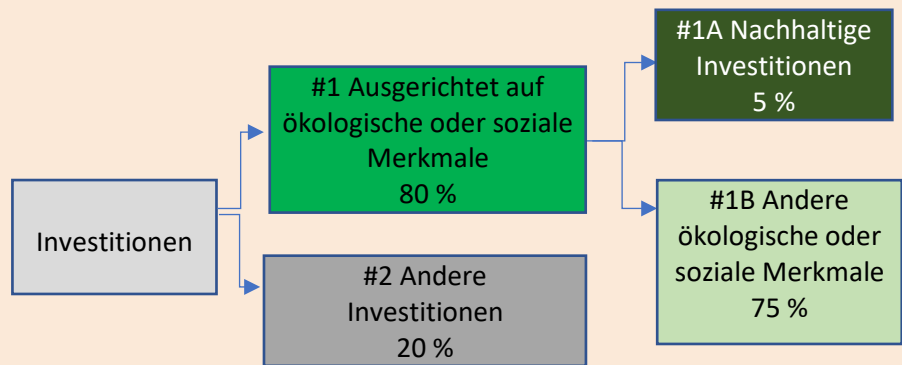 Investitionen
#1 Ausgerichtet auf
ökologische oder soziale
Merkmale
80 %
#2 Andere
Investitionen
20 %
#1A Nachhaltige
Investitionen
5 %
#1B Andere
ökologische oder
soziale Merkmale
75 %